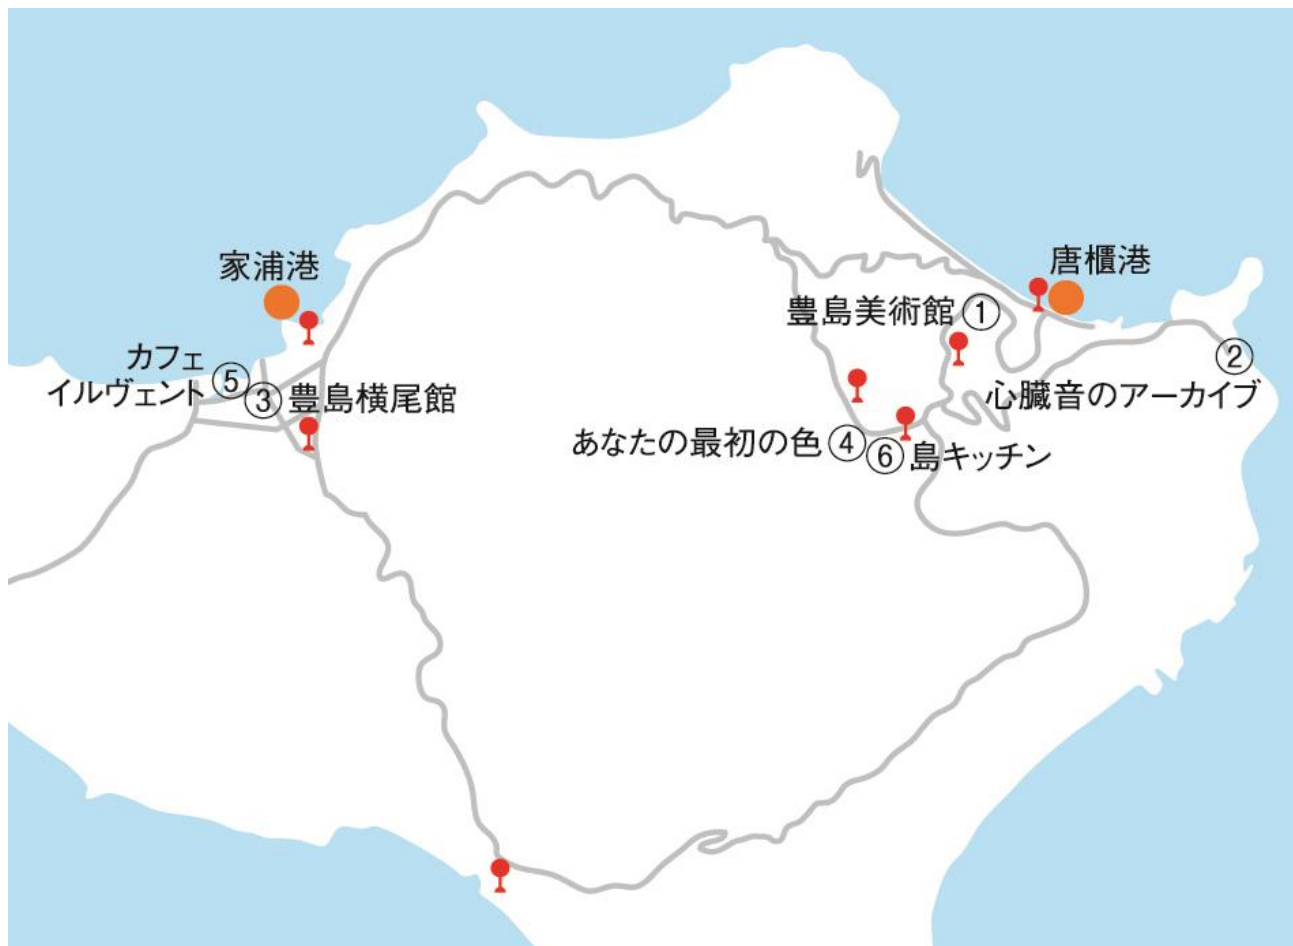 家浦港
唐櫃港
豊島美術館①
カフェ
イルヴェント⑤
③豊島横尾館
②
心臓音のアーカイブ
あなたの最初の色④
⑥島キッチン